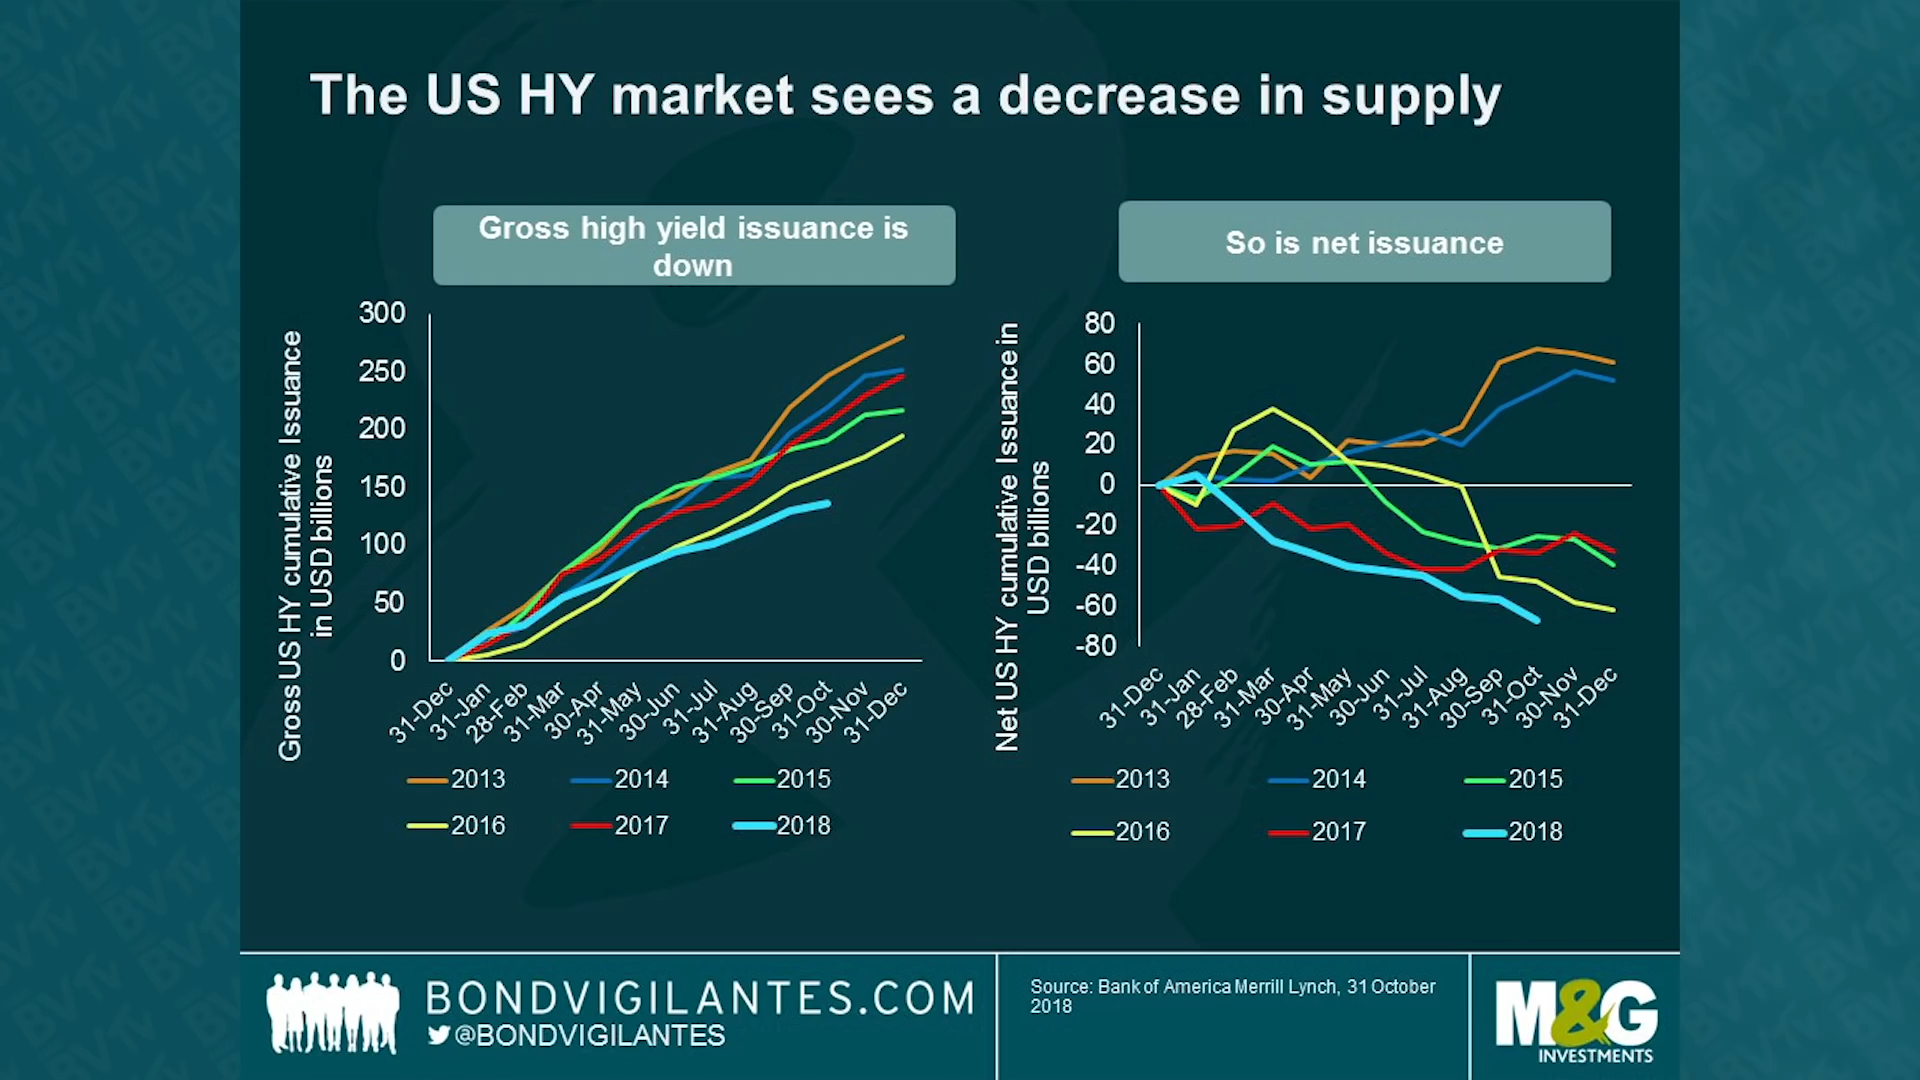 The US HY market sees a decrease in supply
Gross high yield issuance is
down
So is net issuance
Gross US HY cumulative Issuance
in USD billions
300
250
200
150
100
50
0
31-Dec
31-Jan
28-Feb
31-Mar
30-Apr
31-May
30-Jun
31-Jul
31-Aug
30-Sep
31-Oct
30-Nov
31-Dec
2013
2014
2015
2016
2017
2018
Net US HY cumulative Issuance in
USD billions
80
60
40
20
0
-20
-40
-60
-80
31-Dec
31-Jan
28-Feb
31-Mar
30-Apr
31-May
30-Jun
31-Jul
31-Aug
30-Sep
31-Oct
30-Nov
31-Dec
2013
2014
2015
2016
2017
2018
BONDVIGILANTES.COM
@BONDVIGILANTES
Source: Bank of America Merrill Lynch, 31 October
2018
M&G
INVESTMENTS